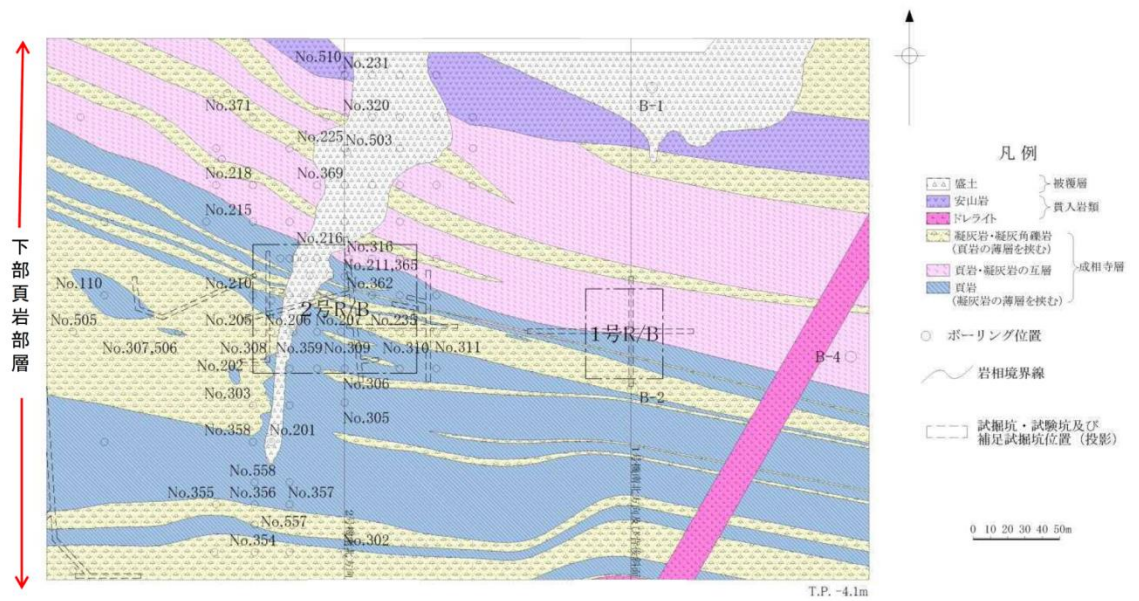 下部頁岩部層
No.510
No.231
No.371
No.320
B-1
No.225
No.503
No.218
No.369
No.215
No.216
No.316
No.211,365
No.110
No.210
No.362
2号R/B
No.505
No.205
No.206
No.207
No.235
1号R/B
No.307,506
No.308
No.359
No.309
No.310
No.311
B-4
No.202
No.306
No.303
B-2
No.305
No.358
No.201
No.558
No.355
No.356
No.357
No.557
No.354
No.302
T.P. -4.1m
凡例
盛土
被覆層
安山岩
貫入岩類
ドレライト
凝灰岩・凝灰角礫岩
(頁岩の薄層を挟む)
成相寺層
頁岩・凝灰岩の互層
頁岩
(凝灰岩の薄層を挟む)
ボーリング位置
岩相境界線
試掘坑・試験坑及び
補足試掘坑位置(投影)
0 10 20 30 40 50m